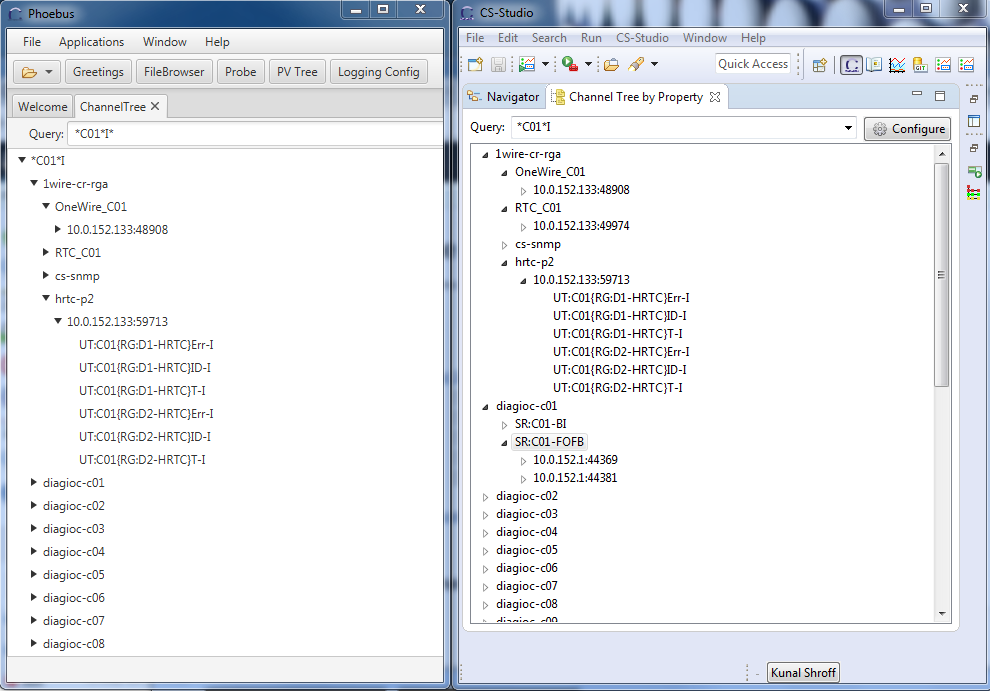 Phoebus
File Applications Window Help
Greetings FileBrowser Probe PV Tree Logging Config
Welcome ChannelTree
Query: *C01*I*
*C01*I
1wire-cr-rga
OneWire_C01
10.0.152.133:48908
RTC_C01
cs-snmp
hrtc-p2
10.0.152.133:59713
UT:C01{RG:D1-HRTC}Err-I
UT:C01{RG:D1-HRTC}ID-I
UT:C01{RG:D1-HRTC}T-I
UT:C01{RG:D2-HRTC}Err-I
UT:C01{RG:D2-HRTC}ID-I
UT:C01{RG:D2-HRTC}T-I
diagioc-c01
diagioc-c02
diagioc-c03
diagioc-c04
diagioc-c05
diagioc-c06
diagioc-c07
diagioc-c08
CS-Studio
File Edit Search Run CS-Studio Window Help
Quick Access
Navigator Channel Tree by Property
Query: *C01*I Configure
1wire-cr-rga
OneWire_C01
10.0.152.133:48908
RTC_C01
10.0.152.133:49974
cs-snmp
hrtc-p2
10.0.152.133:59713
UT:C01{RG:D1-HRTC}Err-I
UT:C01{RG:D1-HRTC}ID-I
UT:C01{RG:D1-HRTC}T-I
UT:C01{RG:D2-HRTC}Err-I
UT:C01{RG:D2-HRTC}ID-I
UT:C01{RG:D2-HRTC}T-I
diagioc-c01
SR:C01-BI
SR:C01-FOFB
10.0.152.1:44369
10.0.152.1:44381
diagioc-c02
diagioc-c03
diagioc-c04
diagioc-c05
diagioc-c06
diagioc-c07
diagioc-c08
diagioc-c09
Kunal Shroff